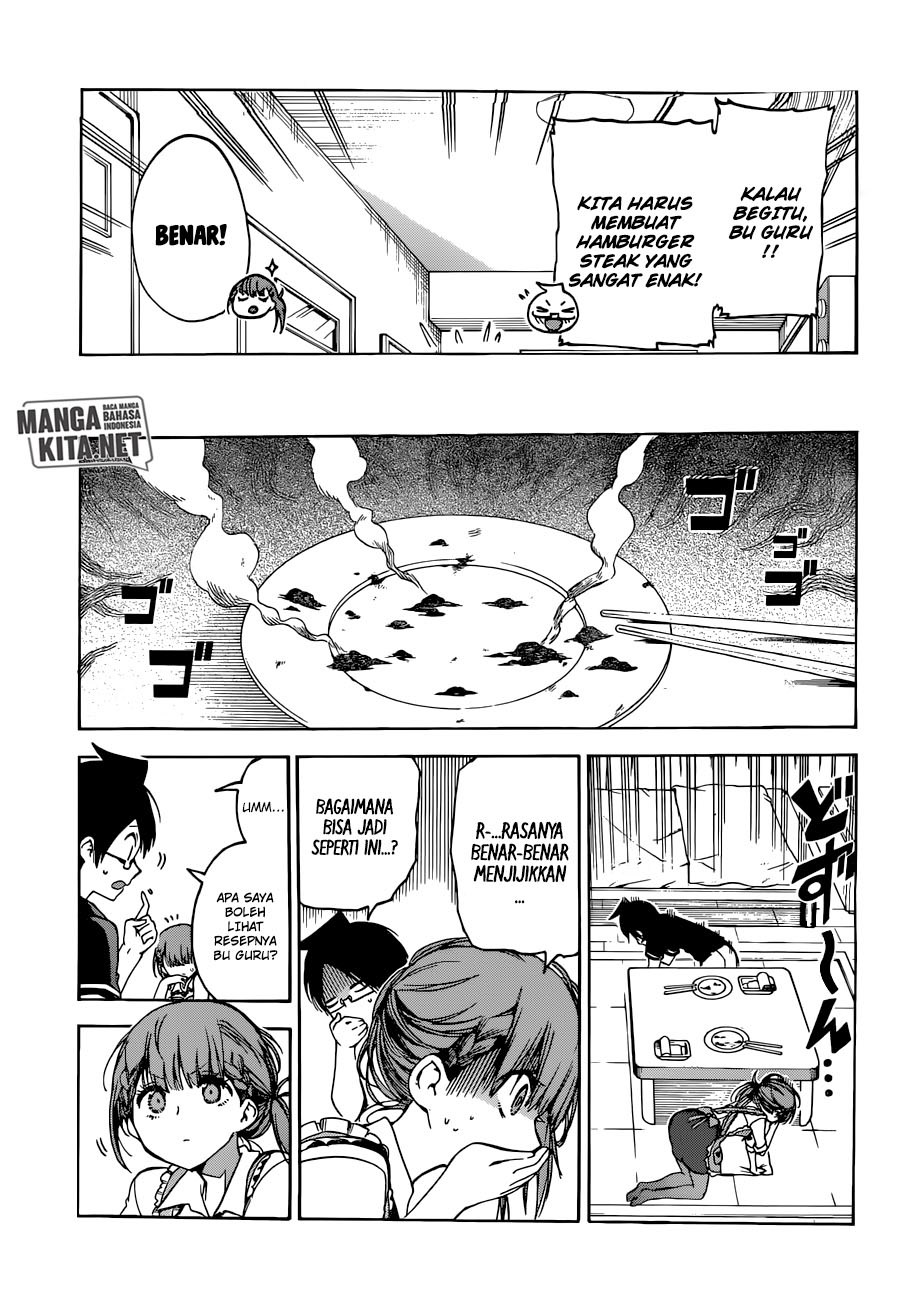 KALAU
BEGITU,
BU GURU
!!
KITA HARUS
MEMBUAT
HAMBURGER
STEAK YANG
SANGAT ENAK!
BENAR!
MANGA
KITA.NET
BACA MANGA
BAHASA
INDONESIA
ゴ
ゴ
ゴ
ゴ
ゴ
どずーーん…
R-...RASANYA
BENAR-BENAR
MENJIJIKKAN
...
BAGAIMANA
BISA JADI
SEPERTI INI...?
UMM...
APA SAYA
BOLEH
LIHAT
RESEPNYA
BU GURU?